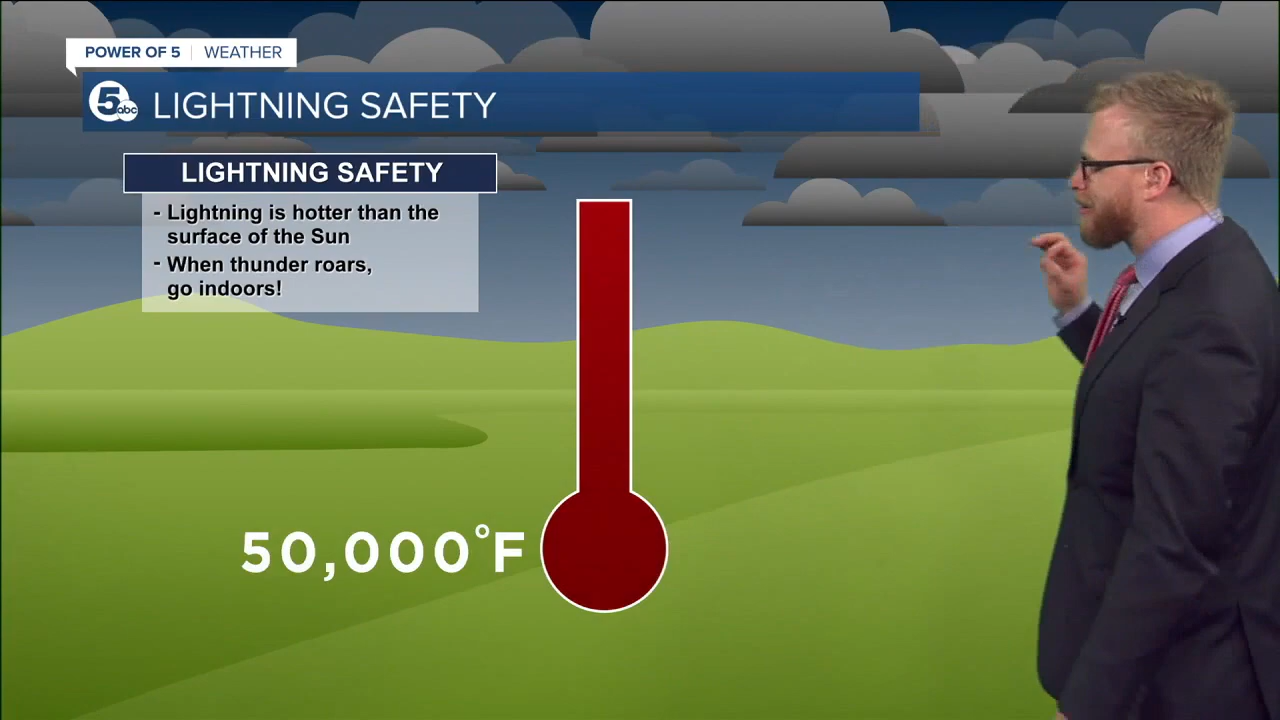 POWER OF 5 | WEATHER
5 abc LIGHTNING SAFETY
LIGHTNING SAFETY
- Lightning is hotter than the
surface of the Sun
- When thunder roars,
go indoors!
50,000°F